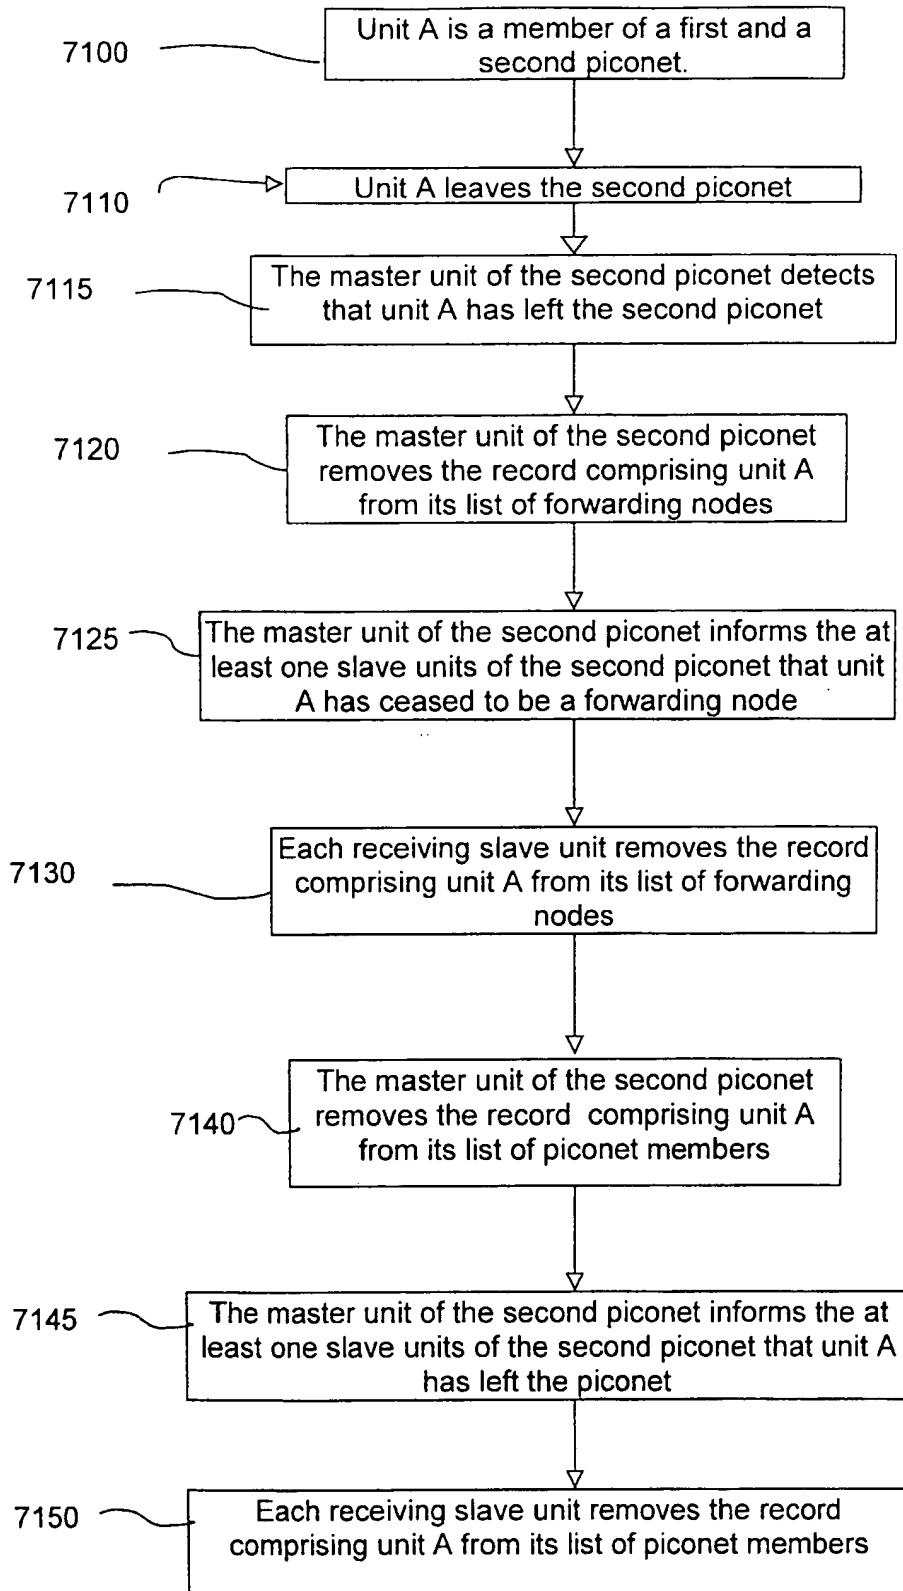 7100
Unit A is a member of a first and a
second piconet.
7110
Unit A leaves the second piconet
7115
The master unit of the second piconet detects
that unit A has left the second piconet
7120
The master unit of the second piconet
removes the record comprising unit A
from its list of forwarding nodes
7125
The master unit of the second piconet informs the at
least one slave units of the second piconet that unit
A has ceased to be a forwarding node
7130
Each receiving slave unit removes the record
comprising unit A from its list of forwarding
nodes
7140
The master unit of the second piconet
removes the record comprising unit A
from its list of piconet members
7145
The master unit of the second piconet informs the at
least one slave units of the second piconet that unit A
has left the piconet
7150
Each receiving slave unit removes the record
comprising unit A from its list of piconet members